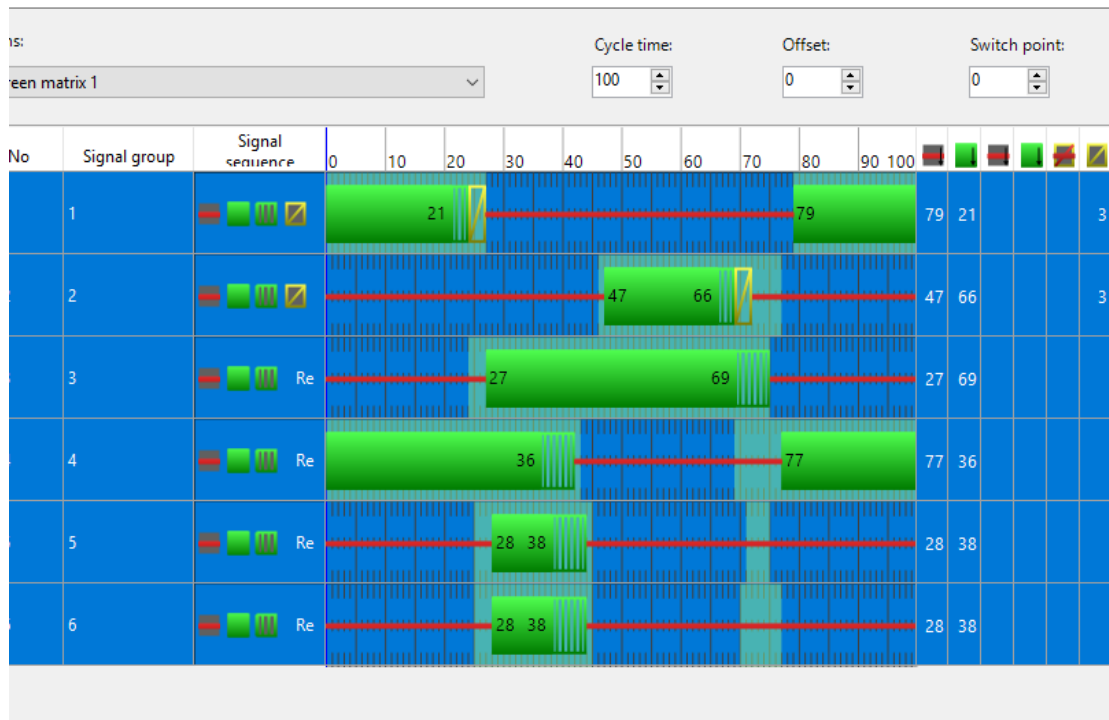 ns:
Cycle time:
Offset:
Switch point:
reen matrix 1
100
0
0
No
Signal group
Signal sequence
0 10 20 30 40 50 60 70 80 90 100
1
21
79
79 21
3
2
47
66
47 66
3
3
Re
27
69
27 69
4
Re
36
77
77 36
5
Re
28 38
28 38
6
Re
28 38
28 38